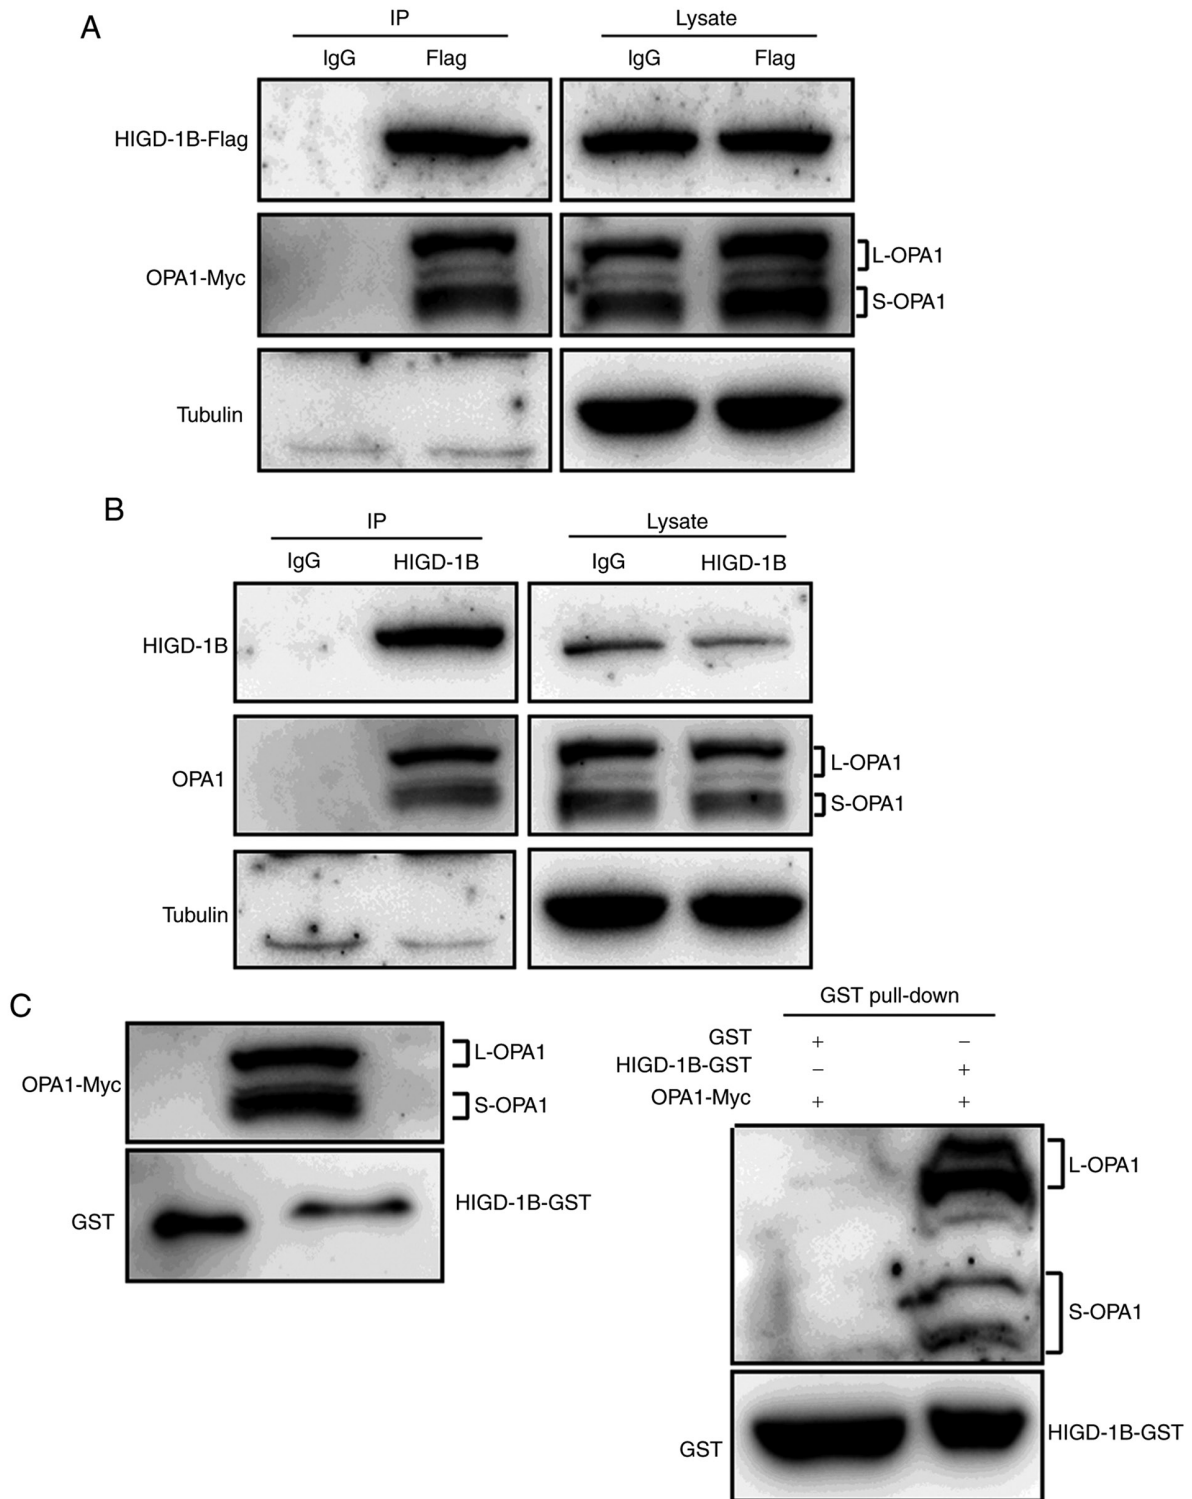 A
IP
Lysate
IgG
Flag
IgG
Flag
HIGD-1B-Flag
OPA1-Myc
L-OPA1
S-OPA1
Tubulin
B
IP
Lysate
IgG
HIGD-1B
IgG
HIGD-1B
HIGD-1B
OPA1
L-OPA1
S-OPA1
Tubulin
C
OPA1-Myc
L-OPA1
S-OPA1
GST
HIGD-1B-GST
GST pull-down
GST + –
HIGD-1B-GST – +
OPA1-Myc + +
L-OPA1
S-OPA1
GST
HIGD-1B-GST